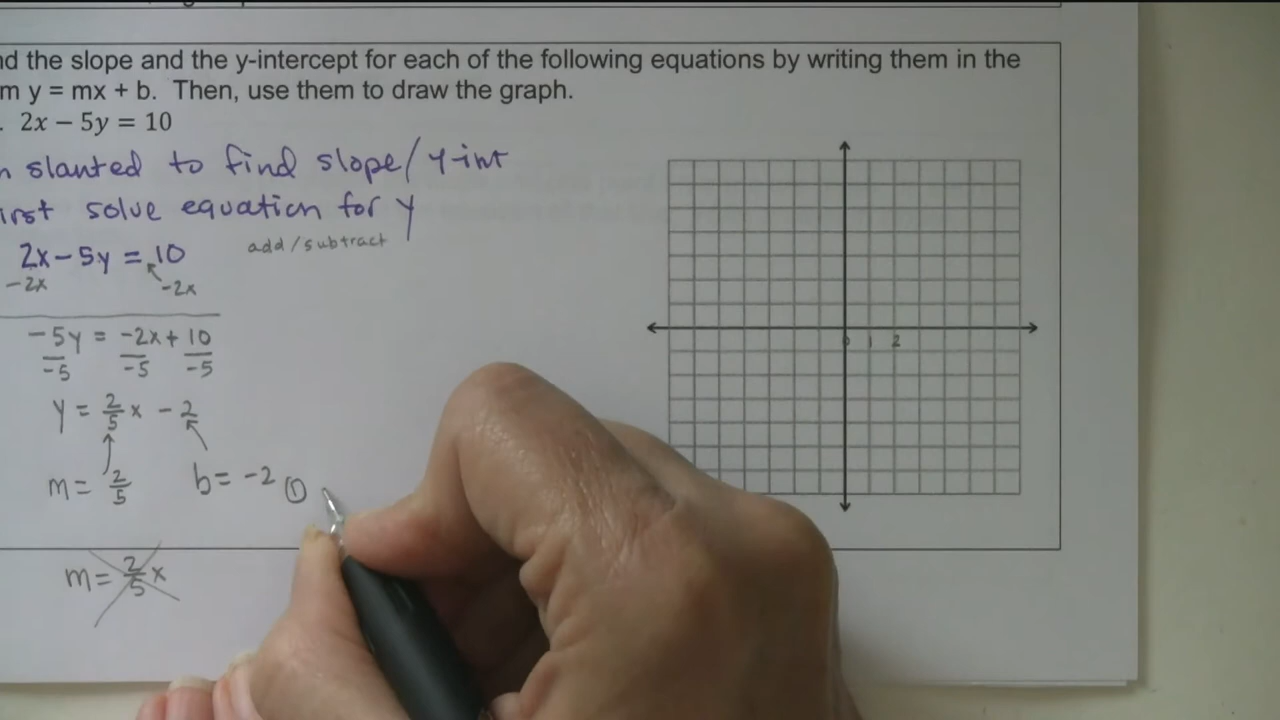 nd the slope and the y-intercept for each of the following equations by writing them in the
m y = mx + b. Then, use them to draw the graph.
. 2x – 5y = 10
n slanted to find slope/y-int
irst solve equation for y
add/subtract
2x – 5y = 10
-2x -2x
-5y = -2x + 10
-5 -5 -5
y = 2/5 x - 2
m = 2/5 b = -2 ①
m = 2/5 x
0 1 2